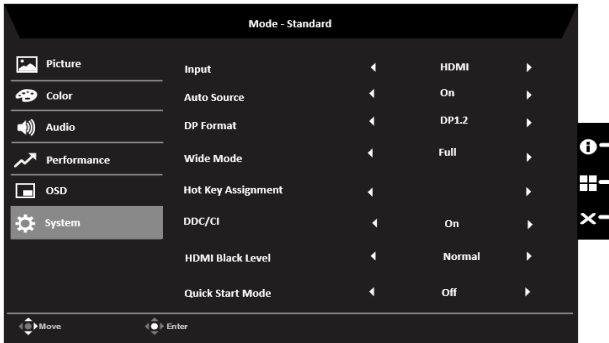 Mode - Standard
Picture
Color
Audio
Performance
OSD
System
Input HDMI
Auto Source On
DP Format DP1.2
Wide Mode Full
Hot Key Assignment
DDC/CI On
HDMI Black Level Normal
Quick Start Mode Off
Move Enter